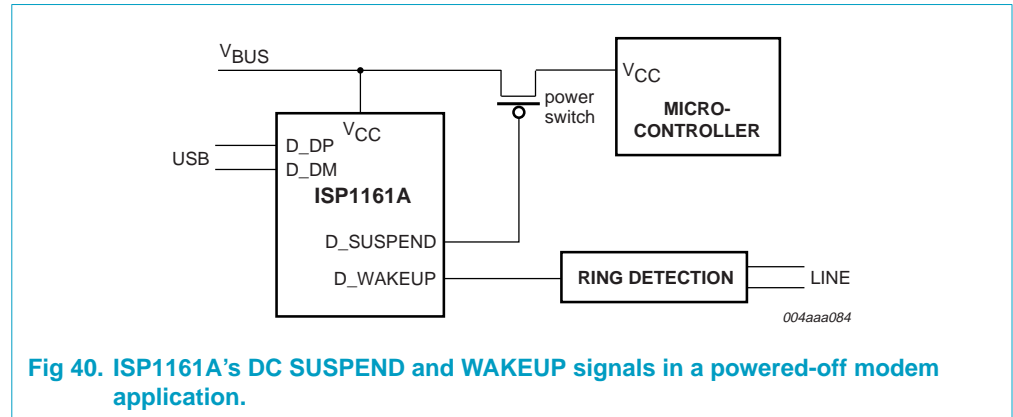 VBUS
VCC
MICRO-
CONTROLLER
power
switch
VCC
USB
D_DP
D_DM
ISP1161A
D_SUSPEND
D_WAKEUP
RING DETECTION
LINE
004aaa084
Fig 40. ISP1161A's DC SUSPEND and WAKEUP signals in a powered-off modem
application.